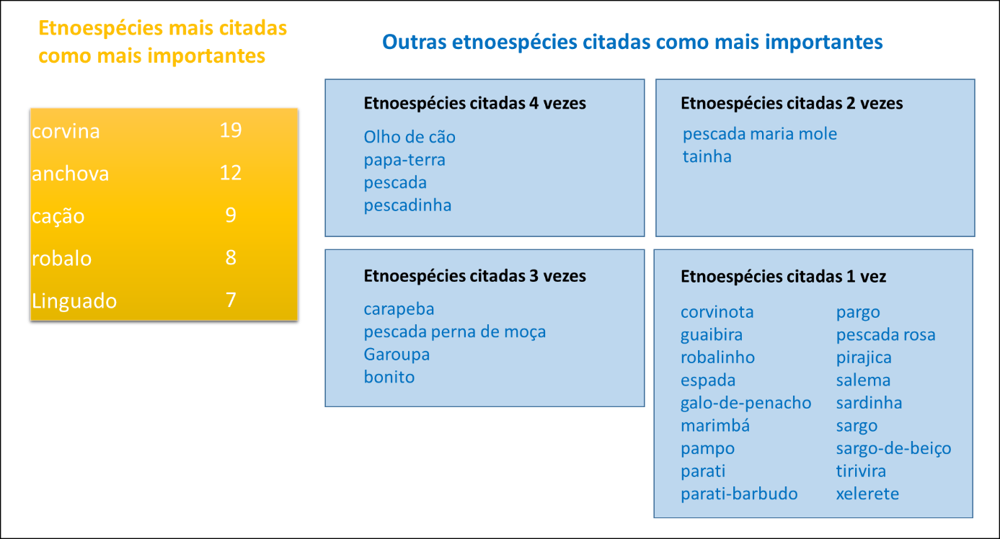 Etnoespécies mais citadas
como mais importantes
corvina 19
anchova 12
cação 9
robalo 8
Linguado 7
Outras etnoespécies citadas como mais importantes
Etnoespécies citadas 4 vezes
Olho de cão
papa-terra
pescada
pescadinha
Etnoespécies citadas 2 vezes
pescada maria mole
tainha
Etnoespécies citadas 3 vezes
carapeba
pescada perna de moça
Garoupa
bonito
Etnoespécies citadas 1 vez
corvinota pargo
guaibira pescada rosa
robalinho pirajica
espada salema
galo-de-penacho sardinha
marimbá sargo
pampo sargo-de-beiço
parati tirivira
parati-barbudo xelerete